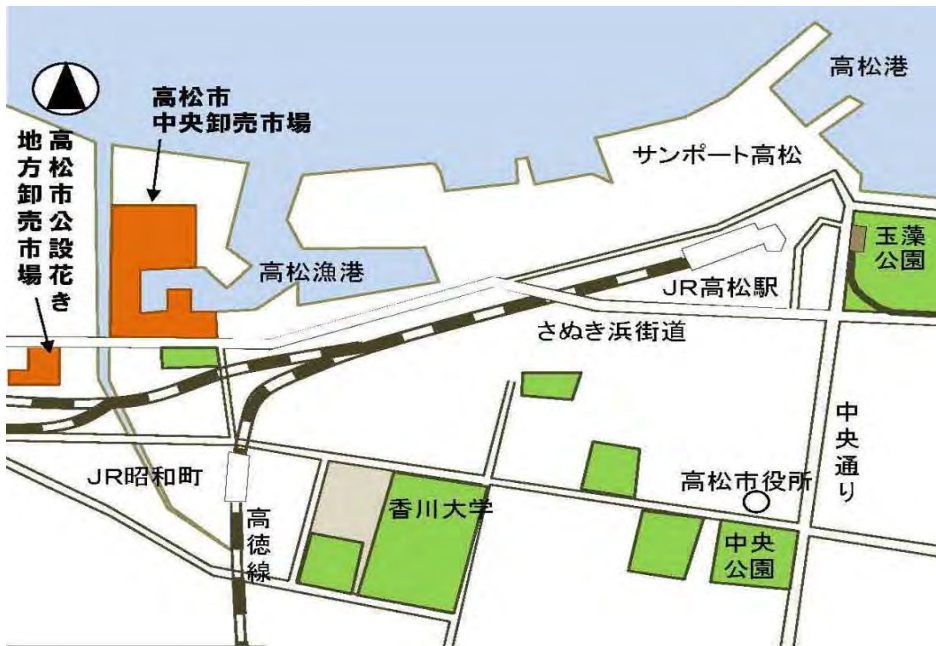 高松港
高松市
中央卸売市場
高松市公設花き
地方卸売市場
サンポート高松
玉藻
公園
高松漁港
JR高松駅
さぬき浜街道
中央通り
JR昭和町
高松市役所
香川大学
高徳線
中央
公園